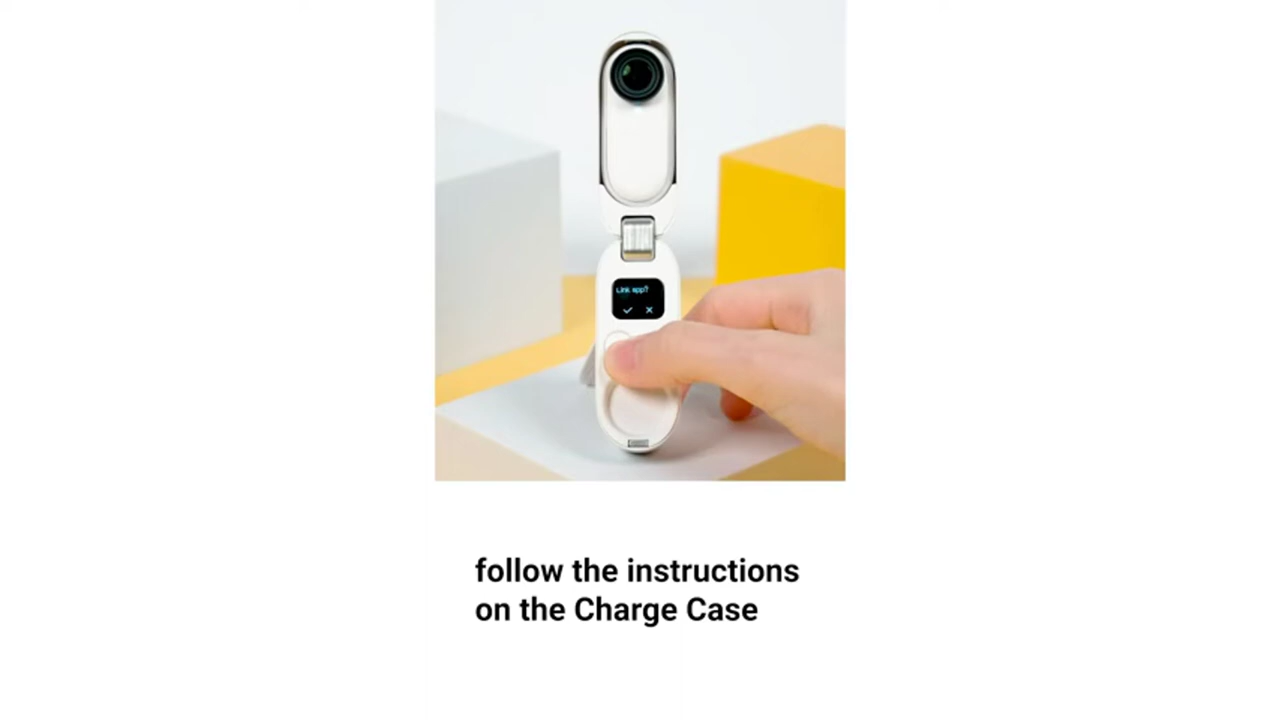 Link app?
follow the instructions
on the Charge Case